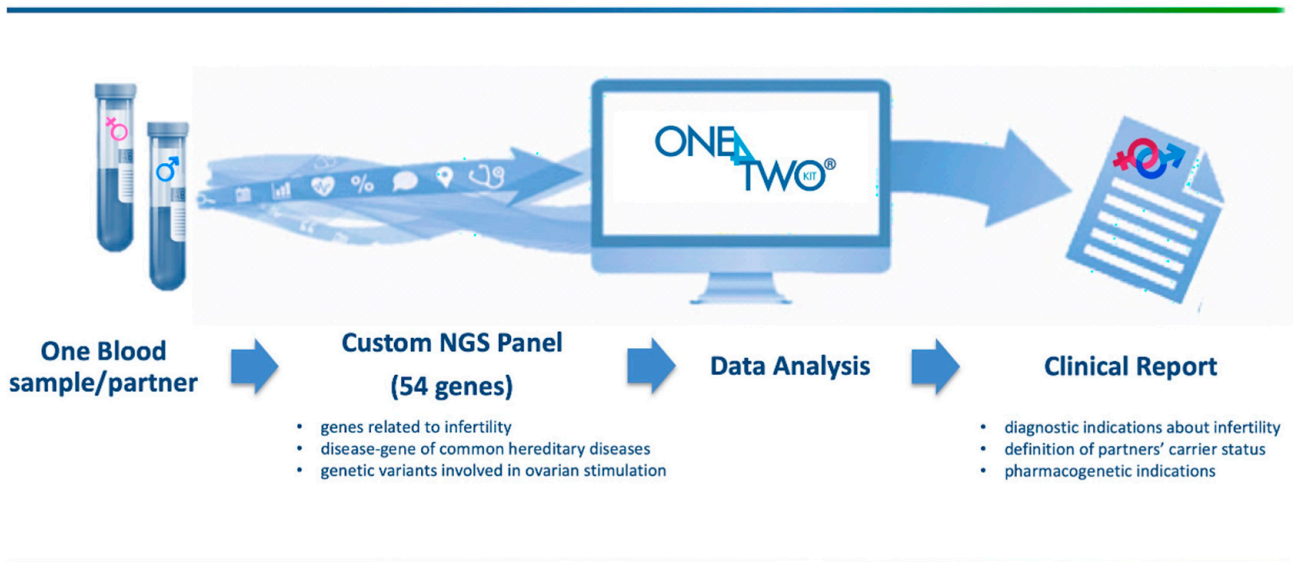 ONE
TWO®
KIT
%
One Blood
sample/partner
Custom NGS Panel
(54 genes)
• genes related to infertility
• disease-gene of common hereditary diseases
• genetic variants involved in ovarian stimulation
Data Analysis
Clinical Report
• diagnostic indications about infertility
• definition of partners’ carrier status
• pharmacogenetic indications